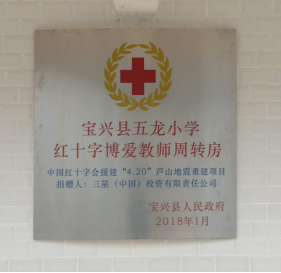 宝兴县五龙小学
红十字博爱教师周转房
中国红十字会援建“4.20”芦山地震重建项目
捐赠人：三星（中国）投资有限责任公司
宝兴县人民政府
2018年1月